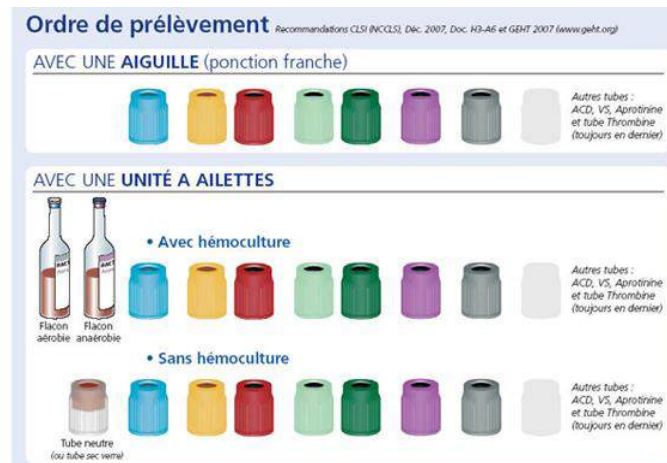 Ordre de prélèvement Recommandations CLSI (NCCLS), Déc. 2007, Doc. H3-A6 et GEHT 2007 (www.geht.org)
AVEC UNE AIGUILLE (ponction franche)
Autres tubes :
ACD, VS, Aprotinine
et tube Thrombine
(toujours en dernier)
AVEC UNE UNITÉ A AILETTES
• Avec hémoculture
Flacon
aérobie
Flacon
anaérobie
Autres tubes :
ACD, VS, Aprotinine
et tube Thrombine
(toujours en dernier)
• Sans hémoculture
Tube neutre
(ou tube sec verre)
Autres tubes :
ACD, VS, Aprotinine
et tube Thrombine
(toujours en dernier)